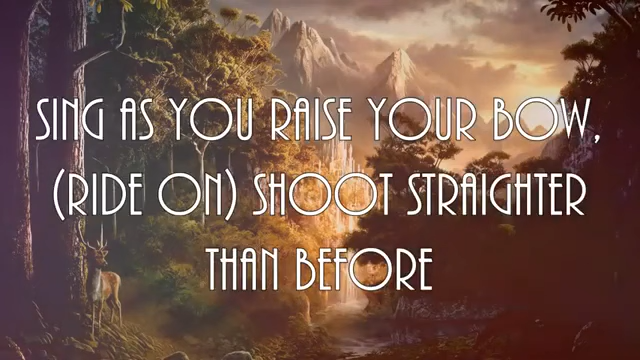 SING AS YOU RAISE YOUR BOW,
(RIDE ON) SHOOT STRAIGHTER
THAN BEFORE